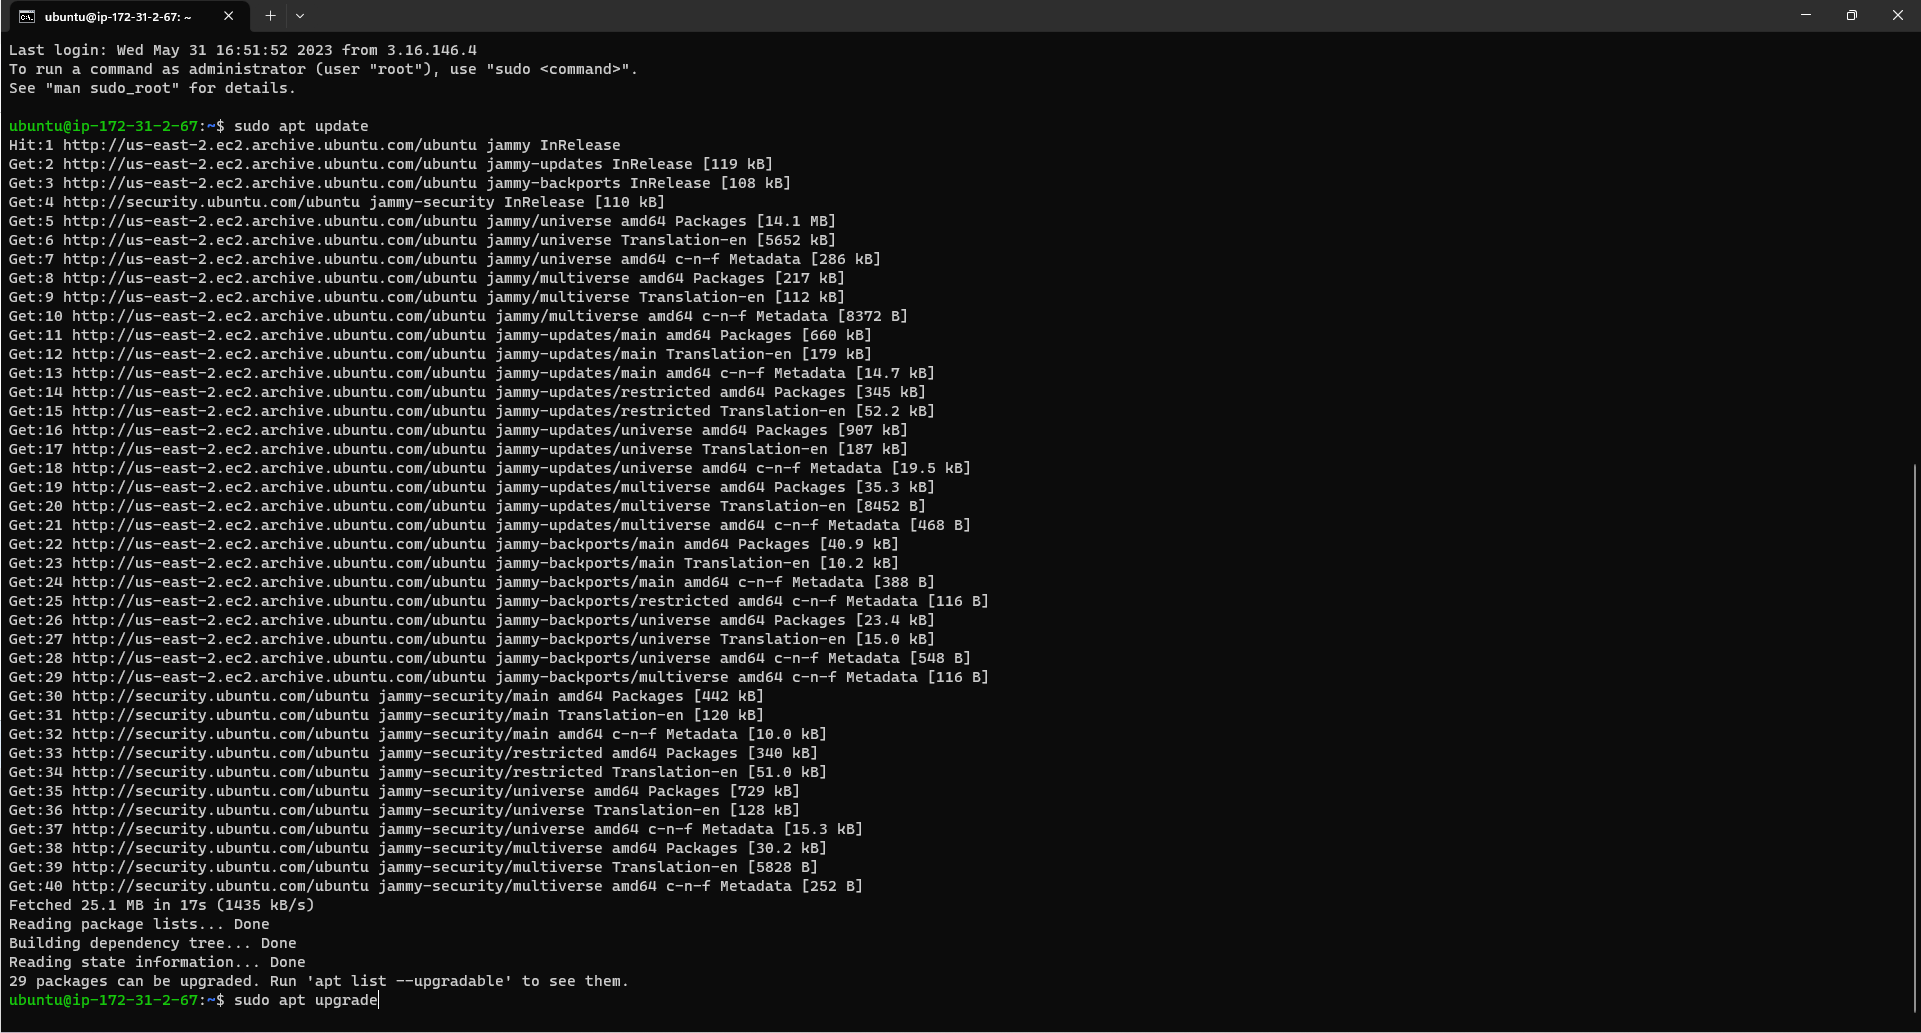 ubuntu@ip-172-31-2-67: ~
Last login: Wed May 31 16:51:52 2023 from 3.16.146.4
To run a command as administrator (user "root"), use "sudo <command>".
See "man sudo_root" for details.
ubuntu@ip-172-31-2-67:~$ sudo apt update
Hit:1 http://us-east-2.ec2.archive.ubuntu.com/ubuntu jammy InRelease
Get:2 http://us-east-2.ec2.archive.ubuntu.com/ubuntu jammy-updates InRelease [119 kB]
Get:3 http://us-east-2.ec2.archive.ubuntu.com/ubuntu jammy-backports InRelease [108 kB]
Get:4 http://security.ubuntu.com/ubuntu jammy-security InRelease [110 kB]
Get:5 http://us-east-2.ec2.archive.ubuntu.com/ubuntu jammy/universe amd64 Packages [14.1 MB]
Get:6 http://us-east-2.ec2.archive.ubuntu.com/ubuntu jammy/universe Translation-en [5652 kB]
Get:7 http://us-east-2.ec2.archive.ubuntu.com/ubuntu jammy/universe amd64 c-n-f Metadata [286 kB]
Get:8 http://us-east-2.ec2.archive.ubuntu.com/ubuntu jammy/multiverse amd64 Packages [217 kB]
Get:9 http://us-east-2.ec2.archive.ubuntu.com/ubuntu jammy/multiverse Translation-en [112 kB]
Get:10 http://us-east-2.ec2.archive.ubuntu.com/ubuntu jammy/multiverse amd64 c-n-f Metadata [8372 B]
Get:11 http://us-east-2.ec2.archive.ubuntu.com/ubuntu jammy-updates/main amd64 Packages [660 kB]
Get:12 http://us-east-2.ec2.archive.ubuntu.com/ubuntu jammy-updates/main Translation-en [179 kB]
Get:13 http://us-east-2.ec2.archive.ubuntu.com/ubuntu jammy-updates/main amd64 c-n-f Metadata [14.7 kB]
Get:14 http://us-east-2.ec2.archive.ubuntu.com/ubuntu jammy-updates/restricted amd64 Packages [345 kB]
Get:15 http://us-east-2.ec2.archive.ubuntu.com/ubuntu jammy-updates/restricted Translation-en [52.2 kB]
Get:16 http://us-east-2.ec2.archive.ubuntu.com/ubuntu jammy-updates/universe amd64 Packages [907 kB]
Get:17 http://us-east-2.ec2.archive.ubuntu.com/ubuntu jammy-updates/universe Translation-en [187 kB]
Get:18 http://us-east-2.ec2.archive.ubuntu.com/ubuntu jammy-updates/universe amd64 c-n-f Metadata [19.5 kB]
Get:19 http://us-east-2.ec2.archive.ubuntu.com/ubuntu jammy-updates/multiverse amd64 Packages [35.3 kB]
Get:20 http://us-east-2.ec2.archive.ubuntu.com/ubuntu jammy-updates/multiverse Translation-en [8452 B]
Get:21 http://us-east-2.ec2.archive.ubuntu.com/ubuntu jammy-updates/multiverse amd64 c-n-f Metadata [468 B]
Get:22 http://us-east-2.ec2.archive.ubuntu.com/ubuntu jammy-backports/main amd64 Packages [40.9 kB]
Get:23 http://us-east-2.ec2.archive.ubuntu.com/ubuntu jammy-backports/main Translation-en [10.2 kB]
Get:24 http://us-east-2.ec2.archive.ubuntu.com/ubuntu jammy-backports/main amd64 c-n-f Metadata [388 B]
Get:25 http://us-east-2.ec2.archive.ubuntu.com/ubuntu jammy-backports/restricted amd64 c-n-f Metadata [116 B]
Get:26 http://us-east-2.ec2.archive.ubuntu.com/ubuntu jammy-backports/universe amd64 Packages [23.4 kB]
Get:27 http://us-east-2.ec2.archive.ubuntu.com/ubuntu jammy-backports/universe Translation-en [15.0 kB]
Get:28 http://us-east-2.ec2.archive.ubuntu.com/ubuntu jammy-backports/universe amd64 c-n-f Metadata [548 B]
Get:29 http://us-east-2.ec2.archive.ubuntu.com/ubuntu jammy-backports/multiverse amd64 c-n-f Metadata [116 B]
Get:30 http://security.ubuntu.com/ubuntu jammy-security/main amd64 Packages [442 kB]
Get:31 http://security.ubuntu.com/ubuntu jammy-security/main Translation-en [120 kB]
Get:32 http://security.ubuntu.com/ubuntu jammy-security/main amd64 c-n-f Metadata [10.0 kB]
Get:33 http://security.ubuntu.com/ubuntu jammy-security/restricted amd64 Packages [340 kB]
Get:34 http://security.ubuntu.com/ubuntu jammy-security/restricted Translation-en [51.0 kB]
Get:35 http://security.ubuntu.com/ubuntu jammy-security/universe amd64 Packages [729 kB]
Get:36 http://security.ubuntu.com/ubuntu jammy-security/universe Translation-en [128 kB]
Get:37 http://security.ubuntu.com/ubuntu jammy-security/universe amd64 c-n-f Metadata [15.3 kB]
Get:38 http://security.ubuntu.com/ubuntu jammy-security/multiverse amd64 Packages [30.2 kB]
Get:39 http://security.ubuntu.com/ubuntu jammy-security/multiverse Translation-en [5828 B]
Get:40 http://security.ubuntu.com/ubuntu jammy-security/multiverse amd64 c-n-f Metadata [252 B]
Fetched 25.1 MB in 17s (1435 kB/s)
Reading package lists... Done
Building dependency tree... Done
Reading state information... Done
29 packages can be upgraded. Run 'apt list --upgradable' to see them.
ubuntu@ip-172-31-2-67:~$ sudo apt upgrade